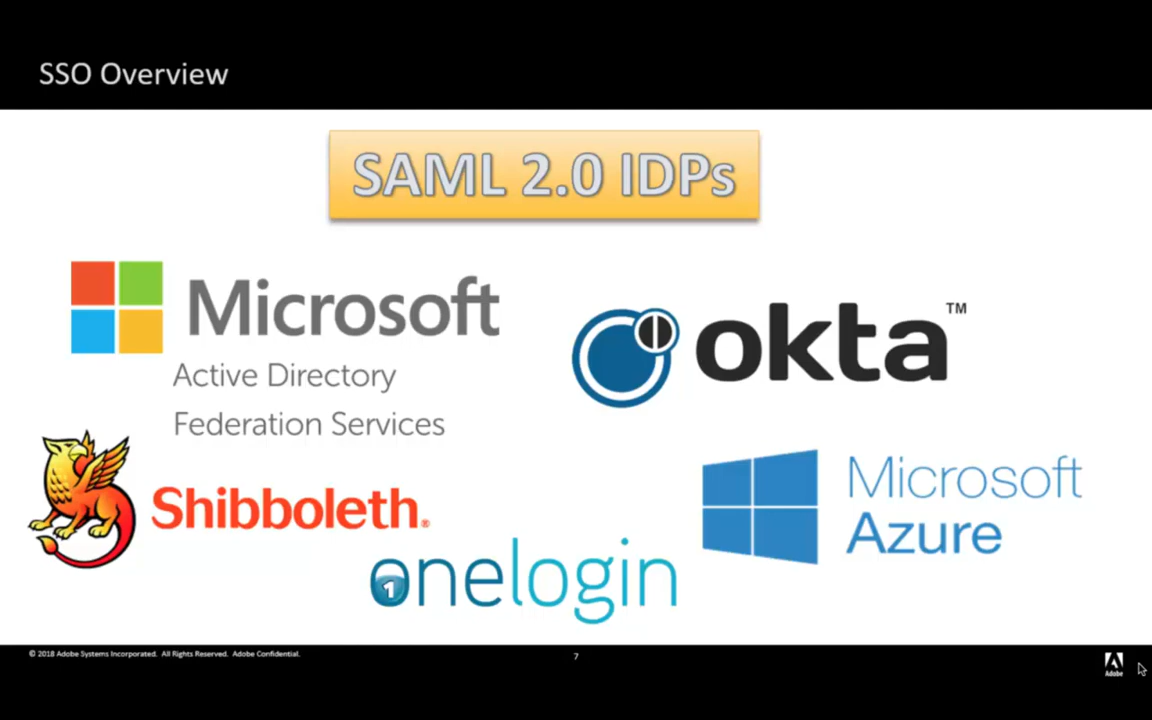 SSO Overview
SAML 2.0 IDPs
Microsoft
Active Directory
Federation Services
okta™
Shibboleth®
Microsoft
Azure
1
onelogin
© 2018 Adobe Systems Incorporated. All Rights Reserved. Adobe Confidential.
7
Adobe